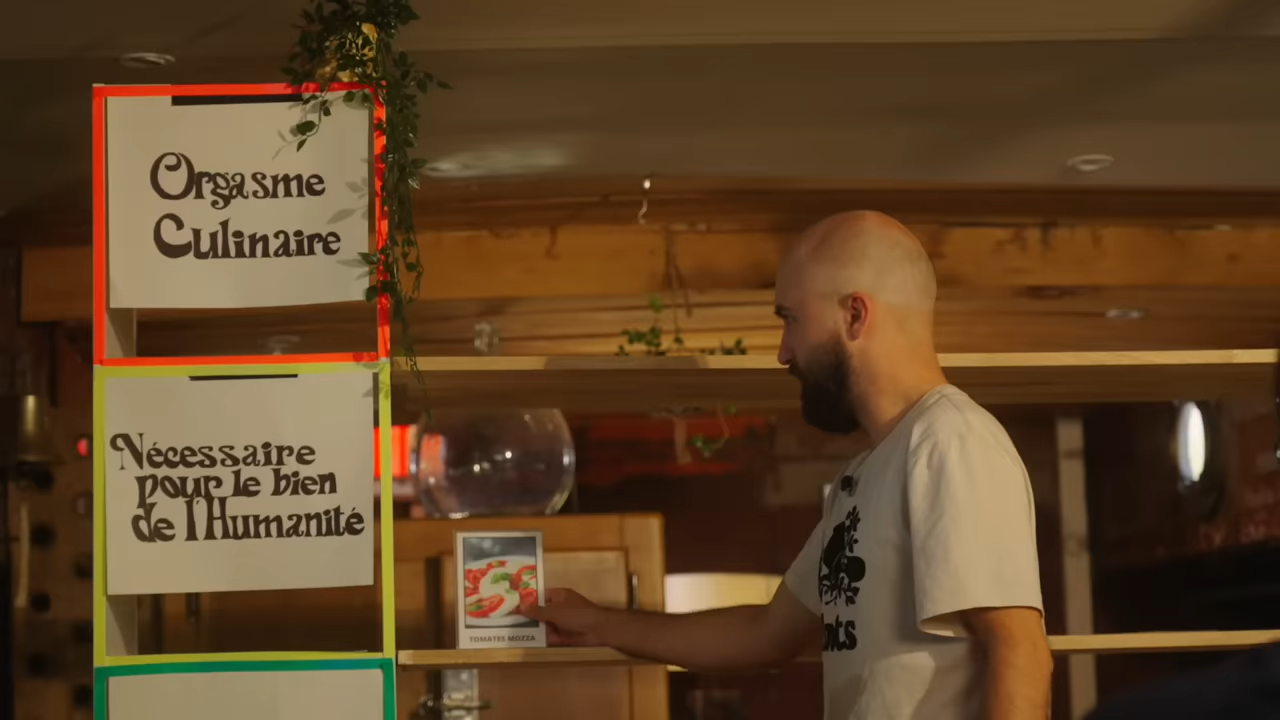 Orgasme
Culinaire
Nécessaire
pour le bien
de l'Humanité
TOMATES MOZZA